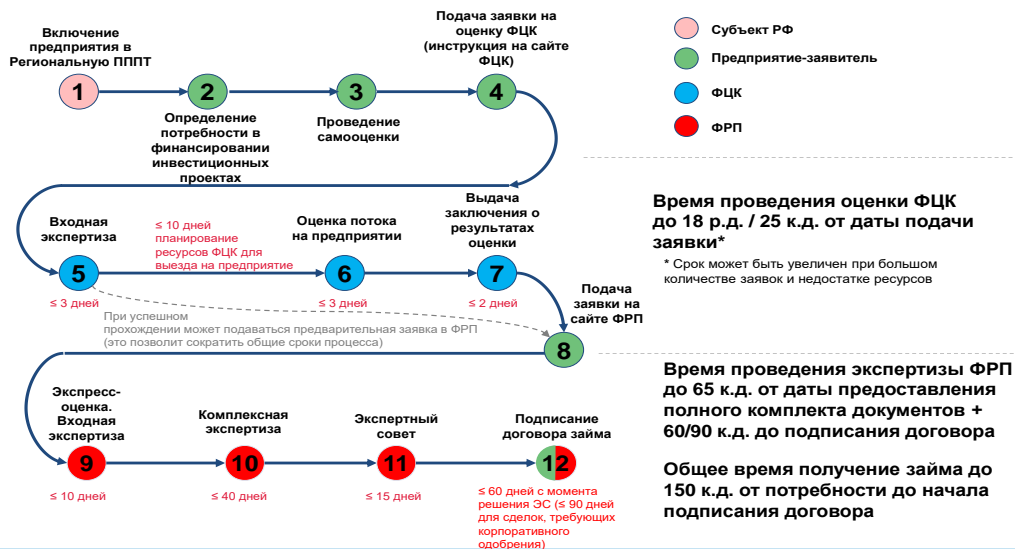 Включение
предприятия в
Региональную ПППТ
1
2
Определение
потребности в
финансировании
инвестиционных
проектах
3
Проведение
самооценки
Подача заявки на
оценку ФЦК
(инструкция на сайте
ФЦК)
4
Субъект РФ
Предприятие-заявитель
ФЦК
ФРП
Входная
экспертиза
5
≤ 3 дней
≤ 10 дней
планирование
ресурсов ФЦК для
выезда на предприятие
Оценка потока
на предприятии
6
≤ 3 дней
Выдача
заключения о
результатах
оценки
7
≤ 2 дней
Подача
заявки на
сайте ФРП
8
При успешном
прохождении может подаваться предварительная заявка в ФРП
(это позволит сократить общие сроки процесса)
Время проведения оценки ФЦК
до 18 р.д. / 25 к.д. от даты подачи
заявки*
* Срок может быть увеличен при большом
количестве заявок и недостатке ресурсов
Экспресс-
оценка.
Входная
экспертиза
9
≤ 10 дней
Комплексная
экспертиза
10
≤ 40 дней
Экспертный
совет
11
≤ 15 дней
Подписание
договора займа
12
≤ 60 дней с момента
решения ЭС (≤ 90 дней
для сделок, требующих
корпоративного
одобрения)
Время проведения экспертизы ФРП
до 65 к.д. от даты предоставления
полного комплекта документов +
60/90 к.д. до подписания договора
Общее время получение займа до
150 к.д. от потребности до начала
подписания договора